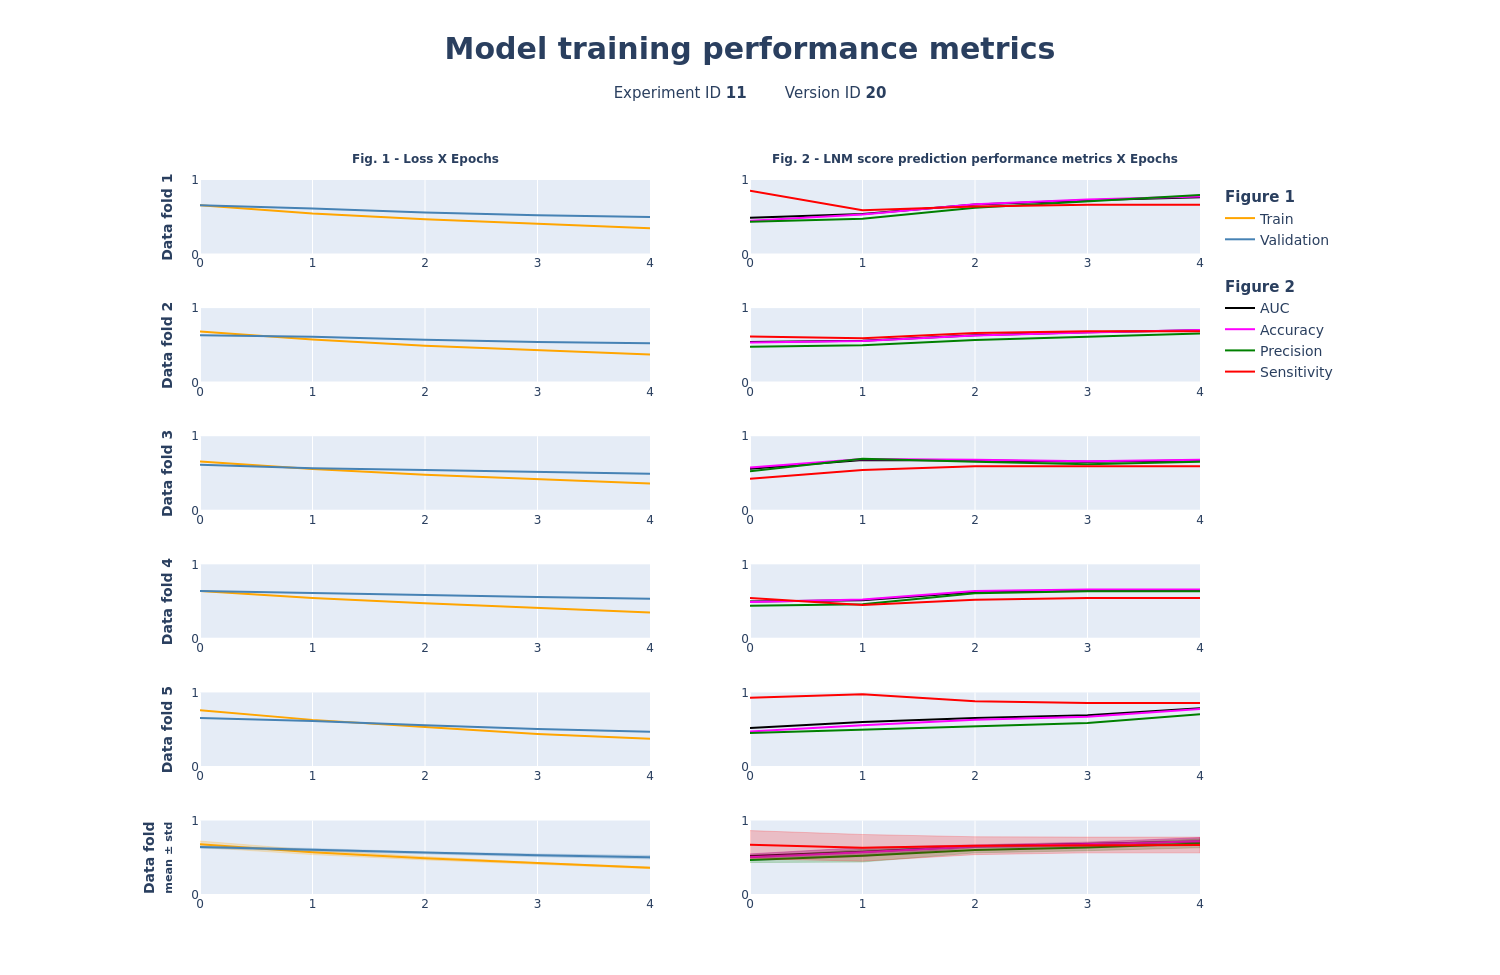 Model training performance metrics
Experiment ID 11 Version ID 20
Fig. 1 - Loss X Epochs
Fig. 2 - LNM score prediction performance metrics X Epochs
Data fold 1
1
0
0 1 2 3 4
1
0
0 1 2 3 4
Figure 1
Train
Validation
Figure 2
AUC
Accuracy
Precision
Sensitivity
Data fold 2
1
0
0 1 2 3 4
1
0
0 1 2 3 4
Data fold 3
1
0
0 1 2 3 4
1
0
0 1 2 3 4
Data fold 4
1
0
0 1 2 3 4
1
0
0 1 2 3 4
Data fold 5
1
0
0 1 2 3 4
1
0
0 1 2 3 4
Data fold
mean ± std
1
0
0 1 2 3 4
1
0
0 1 2 3 4